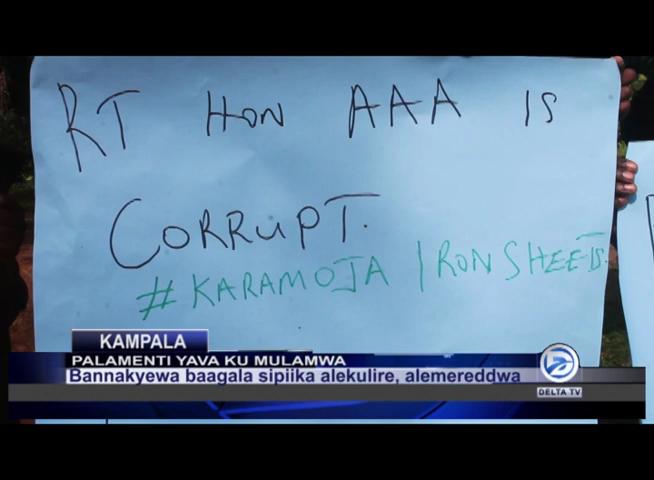 RT HON AAA IS
CORRUPT.
#KARAMOJA IRON SHEETS.
KAMPALA
PALAMENTI YAVA KU MULAMWA
Bannakyewa baagala sipiika alekulire, alemereddwa
DELTA TV